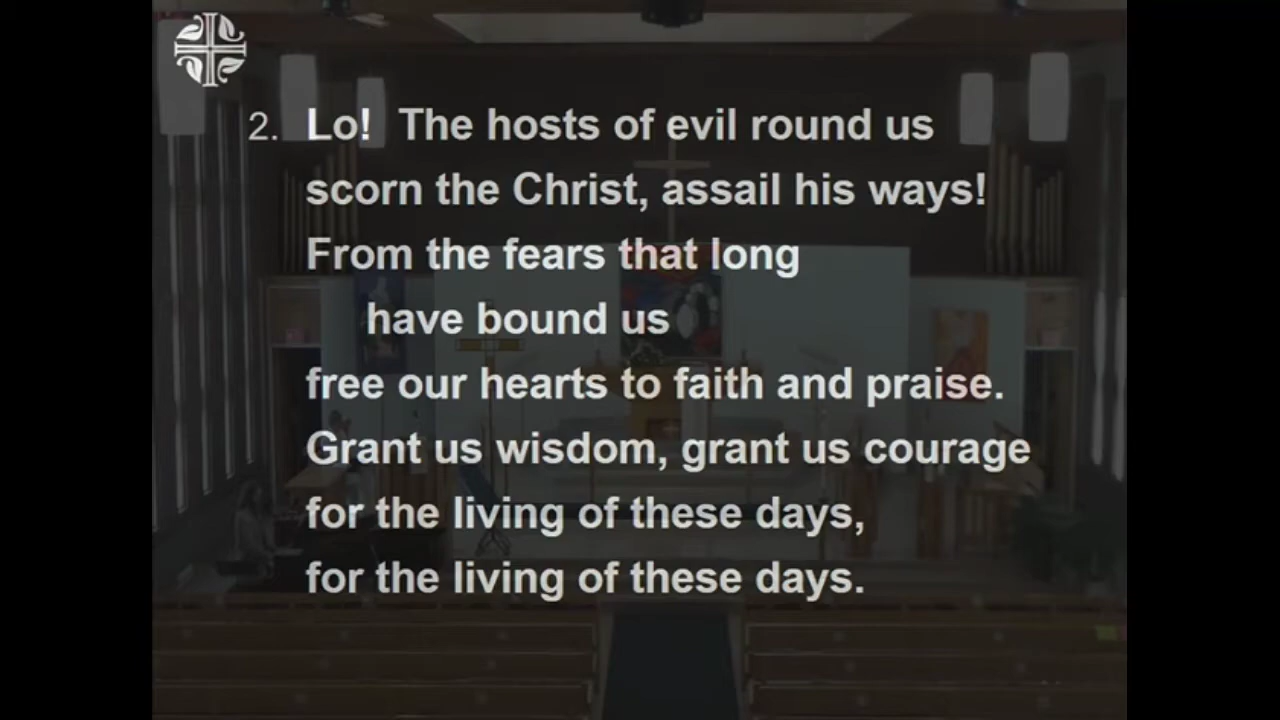 2. Lo! The hosts of evil round us
scorn the Christ, assail his ways!
From the fears that long
have bound us
free our hearts to faith and praise.
Grant us wisdom, grant us courage
for the living of these days,
for the living of these days.